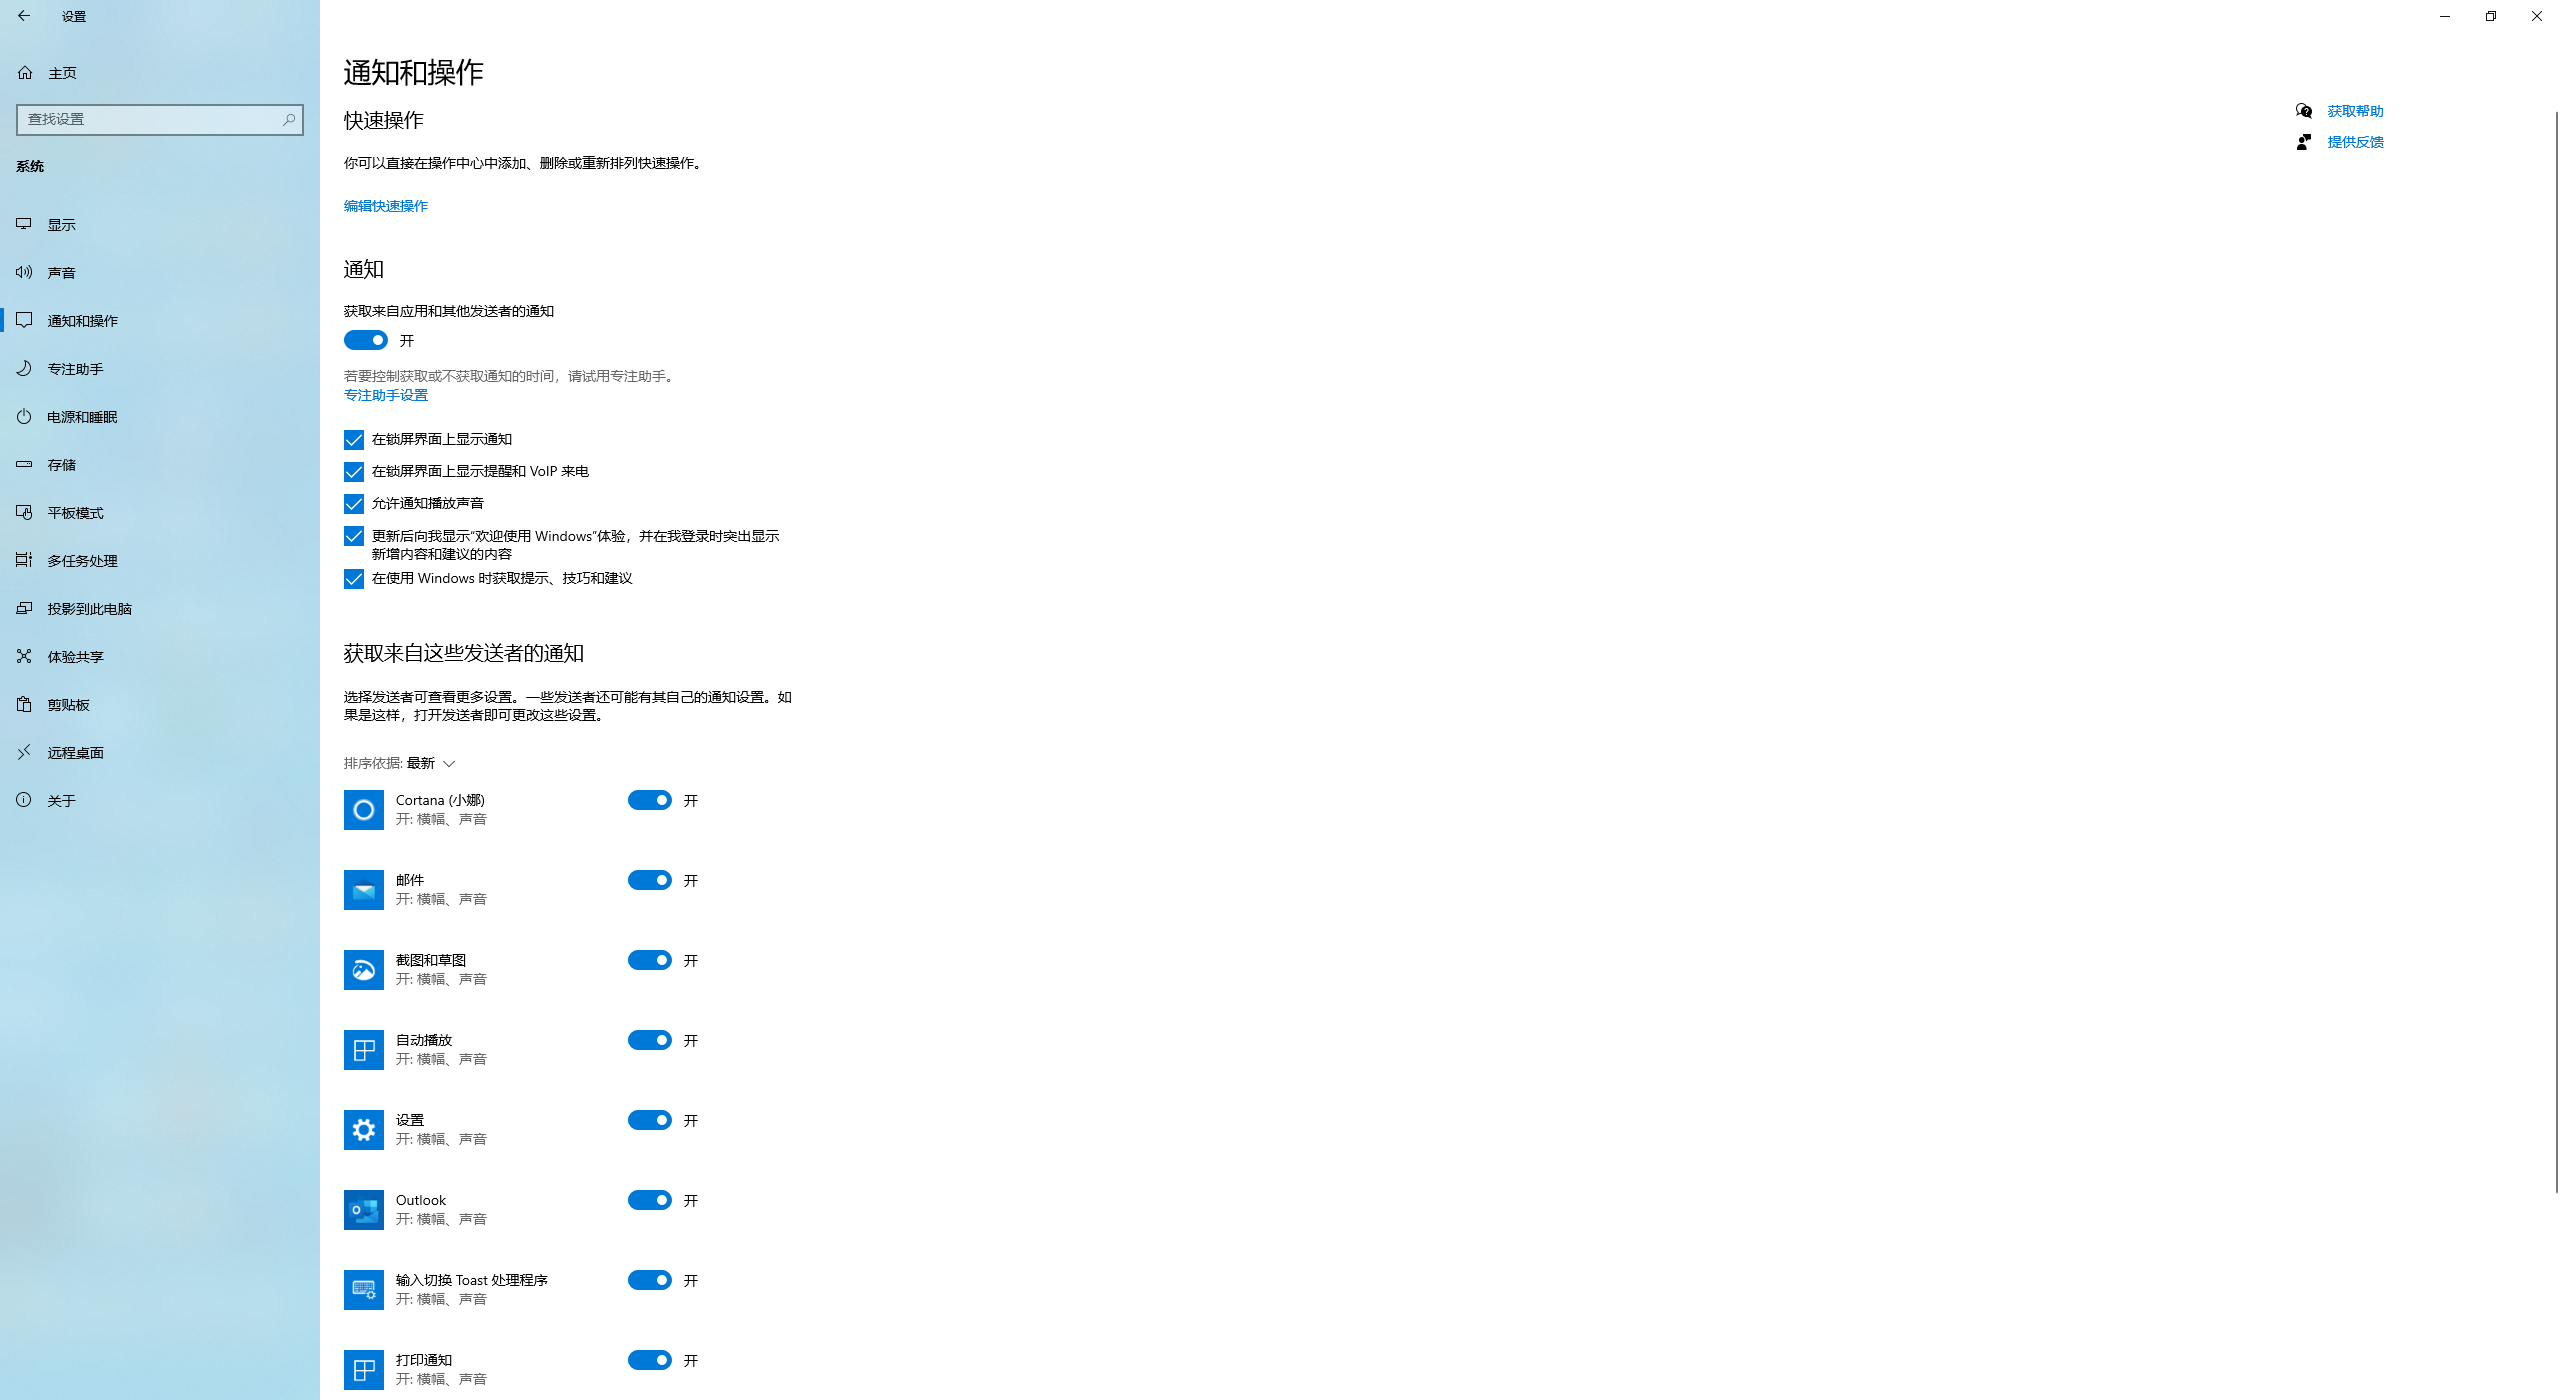 设置
主页
查找设置
系统
显示
声音
通知和操作
专注助手
电源和睡眠
存储
平板模式
多任务处理
投影到此电脑
体验共享
剪贴板
远程桌面
关于
通知和操作
快速操作
你可以直接在操作中心中添加、删除或重新排列快速操作。
编辑快速操作
通知
获取来自应用和其他发送者的通知
开
若要控制获取或不获取通知的时间，请试用专注助手。
专注助手设置
在锁屏界面上显示通知
在锁屏界面上显示提醒和 VoIP 来电
允许通知播放声音
更新后向我显示“欢迎使用 Windows”体验，并在我登录时突出显示
新增内容和建议的内容
在使用 Windows 时获取提示、技巧和建议
获取来自这些发送者的通知
选择发送者可查看更多设置。一些发送者还可能有其自己的通知设置。如
果是这样，打开发送者即可更改这些设置。
排序依据: 最新
Cortana (小娜) 开
开: 横幅、声音
邮件 开
开: 横幅、声音
截图和草图 开
开: 横幅、声音
自动播放 开
开: 横幅、声音
设置 开
开: 横幅、声音
Outlook 开
开: 横幅、声音
输入切换 Toast 处理程序 开
开: 横幅、声音
打印通知 开
开: 横幅、声音
获取帮助
提供反馈